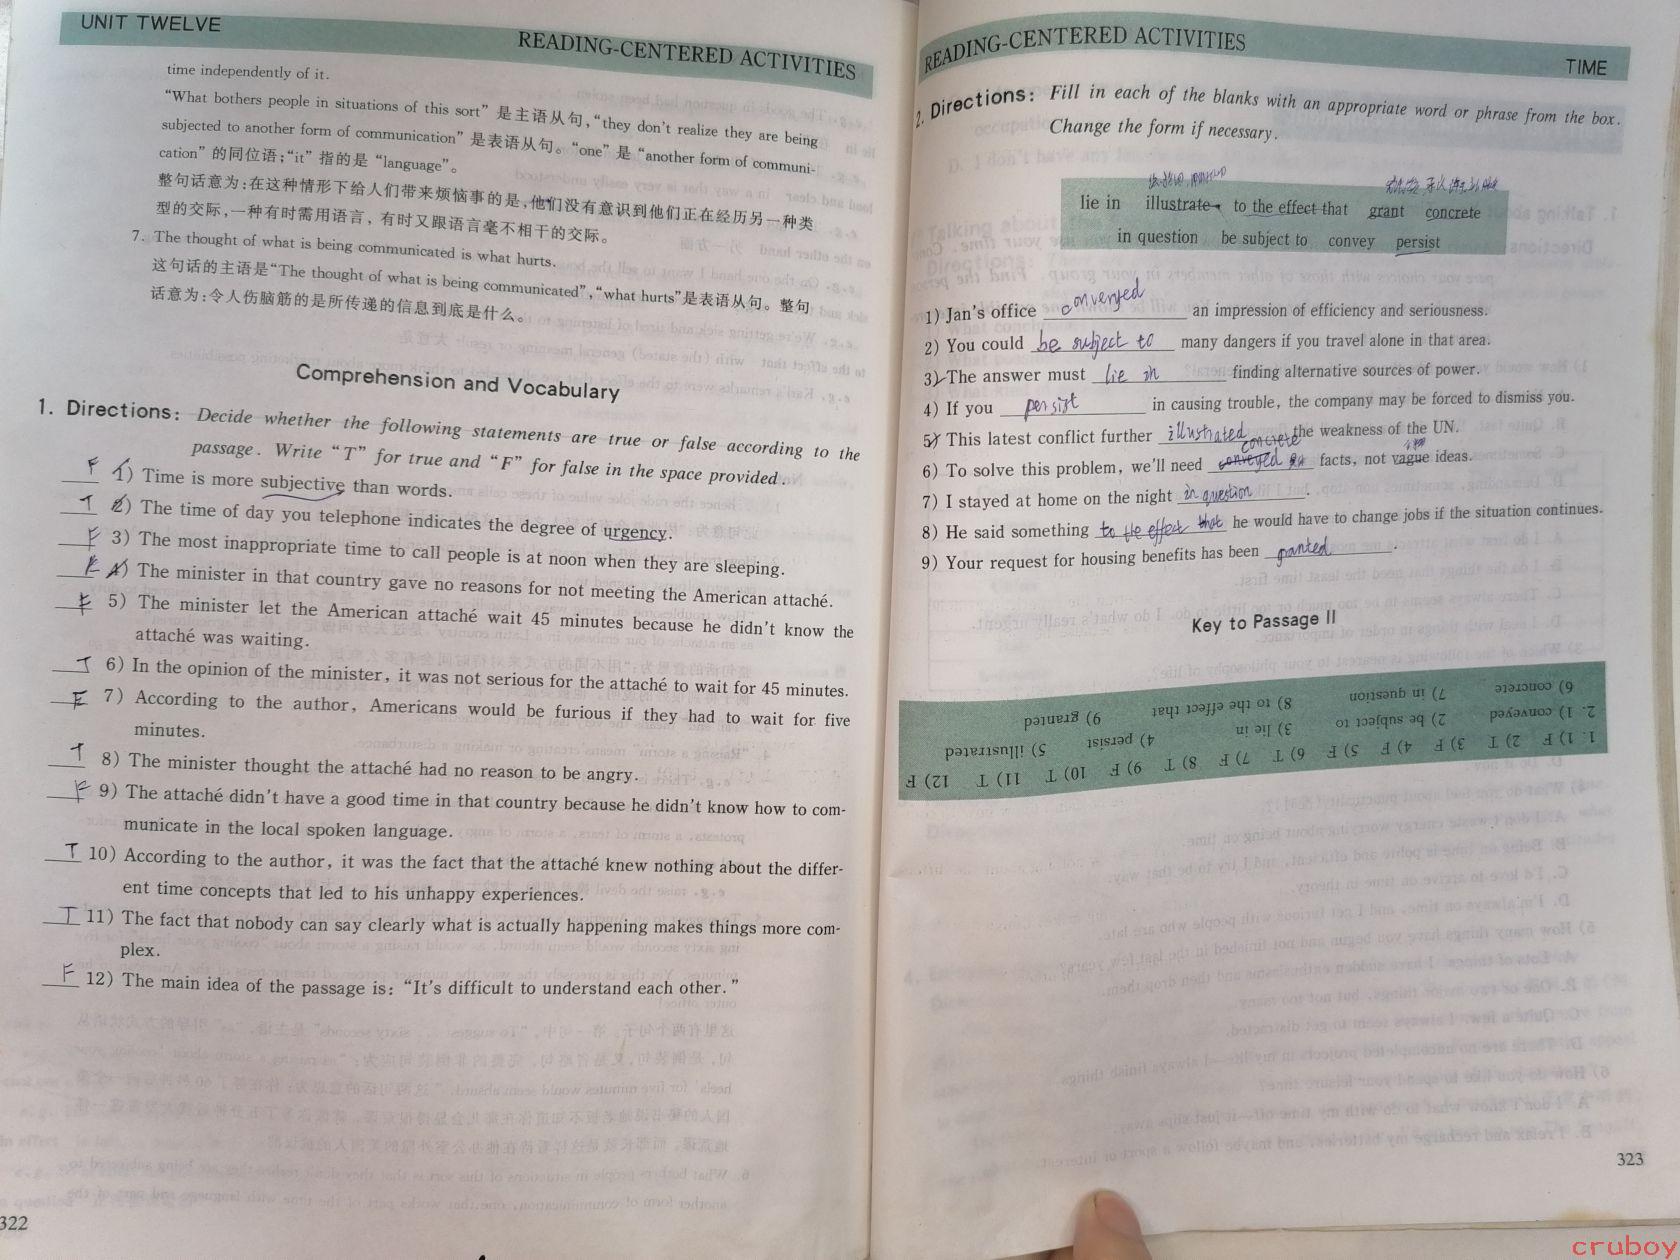 UNIT TWELVE
READING-CENTERED ACTIVITIES
time independently of it.
“What bothers people in situations of this sort” 是主语从句,“they don't realize they are being
subjected to another form of communication” 是表语从句。“one” 是 “another form of communi-
cation” 的同位语;“it” 指的是 “language”。
整句话意为:在这种情形下给人们带来烦恼事的是,他们没有意识到他们正在经历另一种类
型的交际,一种有时需用语言,有时又跟语言毫不相干的交际。
7. The thought of what is being communicated is what hurts.
这句话的主语是“The thought of what is being communicated”,“what hurts”是表语从句。整句
话意为:令人伤脑筋的是所传递的信息到底是什么。
Comprehension and Vocabulary
1. Directions: Decide whether the following statements are true or false according to the
passage. Write “T” for true and “F” for false in the space provided.
F 1) Time is more subjective than words.
T 2) The time of day you telephone indicates the degree of urgency.
F 3) The most inappropriate time to call people is at noon when they are sleeping.
F 4) The minister in that country gave no reasons for not meeting the American attaché.
F 5) The minister let the American attaché wait 45 minutes because he didn't know the
attaché was waiting.
T 6) In the opinion of the minister, it was not serious for the attaché to wait for 45 minutes.
F 7) According to the author, Americans would be furious if they had to wait for five
minutes.
T 8) The minister thought the attaché had no reason to be angry.
F 9) The attaché didn't have a good time in that country because he didn't know how to com-
municate in the local spoken language.
T 10) According to the author, it was the fact that the attaché knew nothing about the differ-
ent time concepts that led to his unhappy experiences.
T 11) The fact that nobody can say clearly what is actually happening makes things more com-
plex.
F 12) The main idea of the passage is: “It's difficult to understand each other.”
322
READING-CENTERED ACTIVITIES
TIME
2. Directions: Fill in each of the blanks with an appropriate word or phrase from the box.
Change the form if necessary.
lie in illustrate to the effect that grant concrete
in question be subject to convey persist
1) Jan's office conveyed an impression of efficiency and seriousness.
2) You could be subject to many dangers if you travel alone in that area.
3) The answer must lie in finding alternative sources of power.
4) If you persist in causing trouble, the company may be forced to dismiss you.
5) This latest conflict further illustrated the weakness of the UN.
concrete
6) To solve this problem, we'll need conveyed facts, not vague ideas.
7) I stayed at home on the night in question.
8) He said something to the effect that he would have to change jobs if the situation continues.
9) Your request for housing benefits has been granted.
Key to Passage II
1. 1) F 2) T 3) F 4) F 5) F 6) T 7) F 8) T 9) F 10) T 11) T 12) F
2. 1) conveyed 2) be subject to 3) lie in 4) persist 5) illustrated
6) concrete 7) in question 8) to the effect that 9) granted
323
cruboy